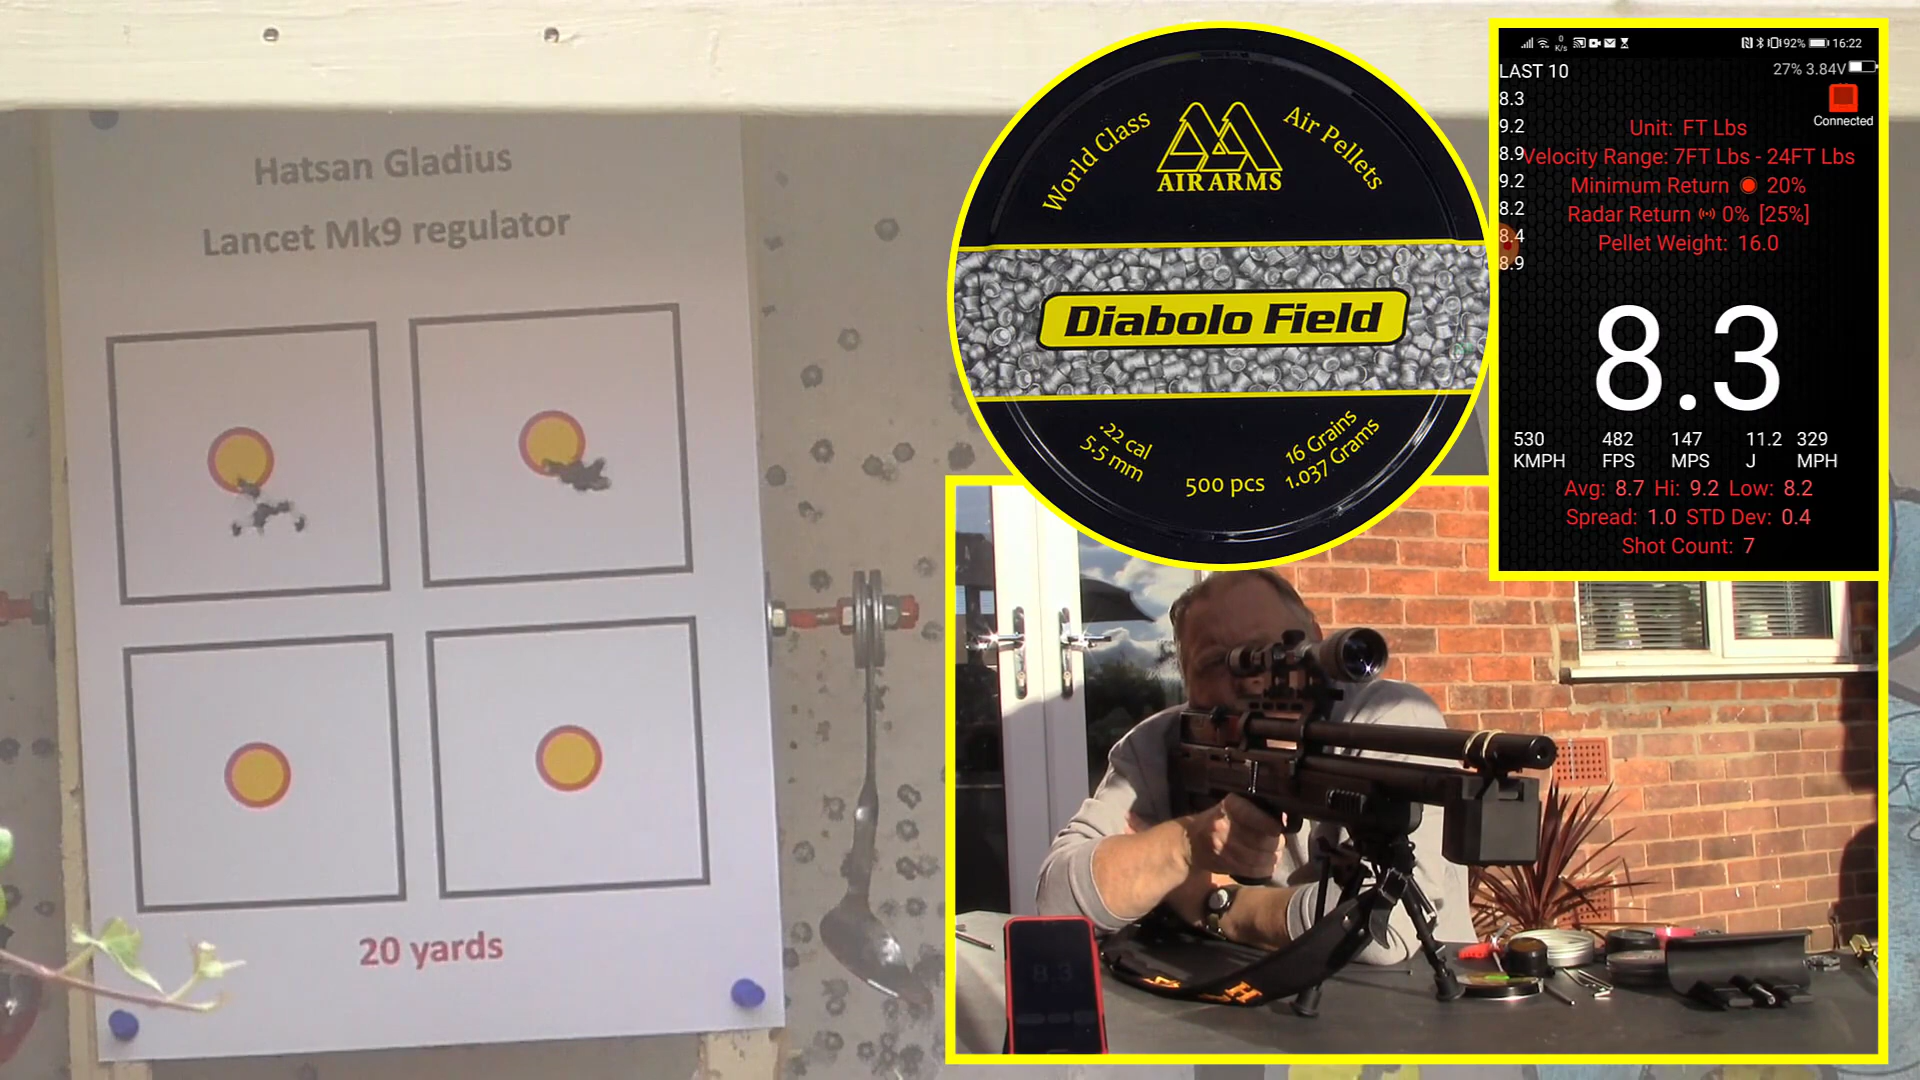 Hatsan Gladius
Lancet Mk9 regulator
20 yards
World Class
Air Pellets
AIR ARMS
Diabolo Field
.22 cal
5.5 mm
500 pcs
16 Grains
1.037 Grams
0
K/s
92%
16:22
LAST 10
27% 3.84V
8.3
9.2
8.9
9.2
8.2
8.4
8.9
Connected
Unit: FT Lbs
Velocity Range: 7FT Lbs - 24FT Lbs
Minimum Return 20%
Radar Return 0% [25%]
Pellet Weight: 16.0
8.3
530 482 147 11.2 329
KMPH FPS MPS J MPH
Avg: 8.7 Hi: 9.2 Low: 8.2
Spread: 1.0 STD Dev: 0.4
Shot Count: 7
8.3
H